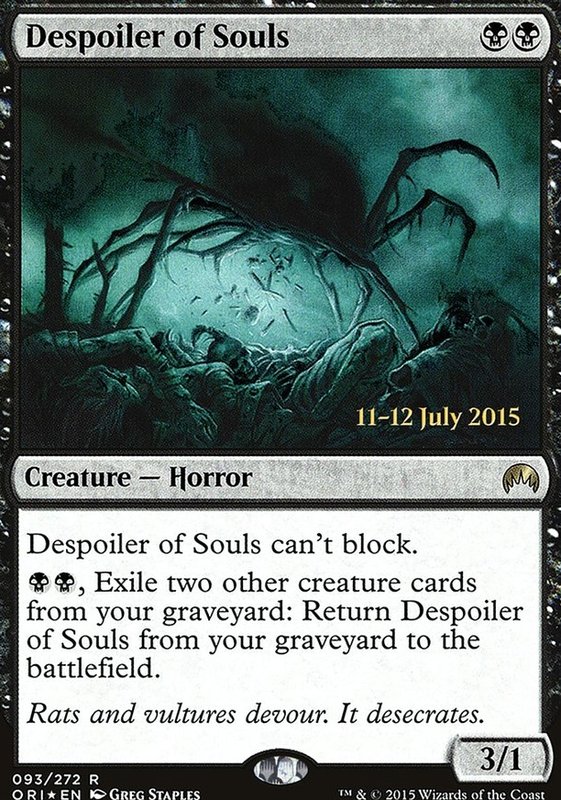 Despoiler of Souls
11–12 July 2015
Creature — Horror
Despoiler of Souls can't block.
, Exile two other creature cards
from your graveyard: Return Despoiler
of Souls from your graveyard to the
battlefield.
Rats and vultures devour. It desecrates.
3/1
093/272 R
ORI★EN Greg Staples
™ & © 2015 Wizards of the Coast